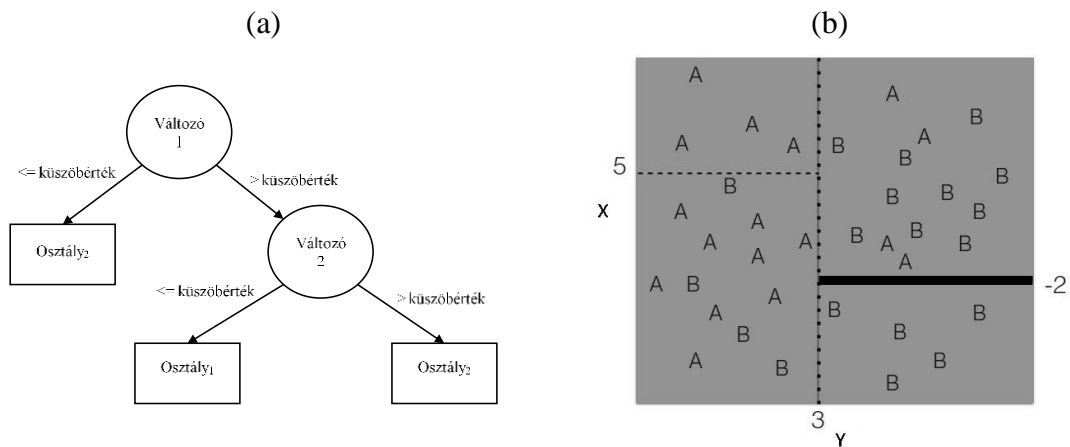 (a)
Változó
1
<= küszöbérték
> küszöbérték
Osztály₂
Változó
2
<= küszöbérték
> küszöbérték
Osztály₁
Osztály₂
(b)
A
A
B
A
A
A A B
B
5
B
B
B B
X A B
A
B
B
A A A B
A
A
A B -2
A
B
A B
B B
A B
B
B
3
Y